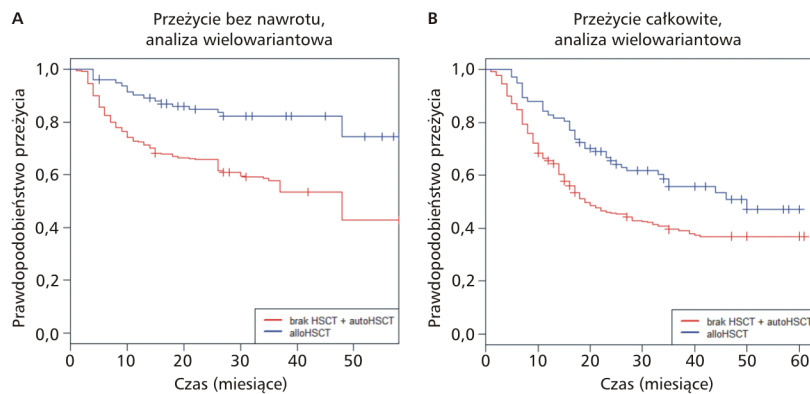 A
Przeżycie bez nawrotu,
analiza wielowariantowa
Prawdopodobieństwo przeżycia
1,0
0,8
0,6
0,4
0,2
0,0
brak HSCT + autoHSCT
alloHSCT
0
10
20
30
40
50
Czas (miesiące)
B
Przeżycie całkowite,
analiza wielowariantowa
Prawdopodobieństwo przeżycia
1,0
0,8
0,6
0,4
0,2
0,0
brak HSCT + autoHSCT
alloHSCT
0
10
20
30
40
50
60
Czas (miesiące)